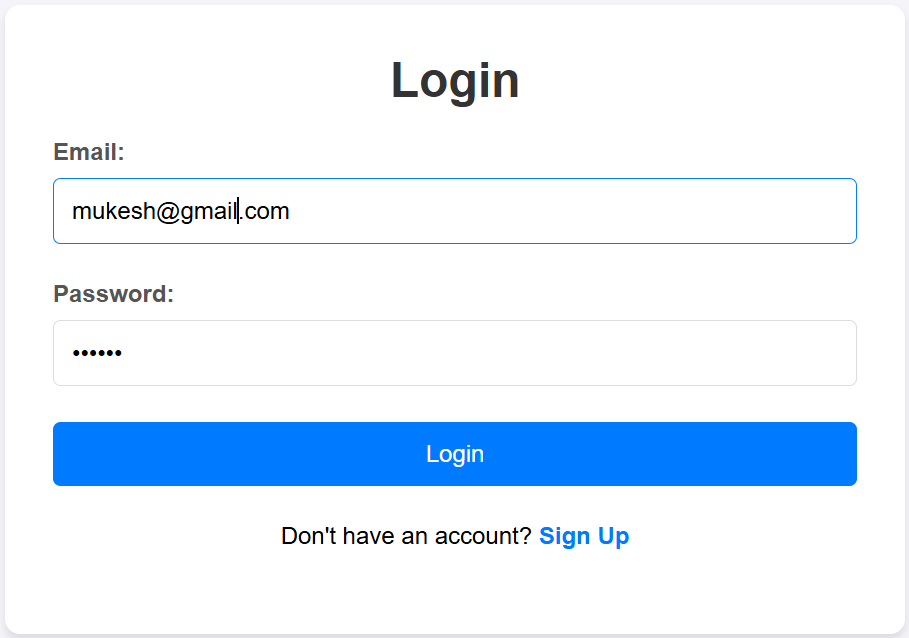 Login
Email:
mukesh@gmail.com
Password:
••••••
Login
Don't have an account? Sign Up